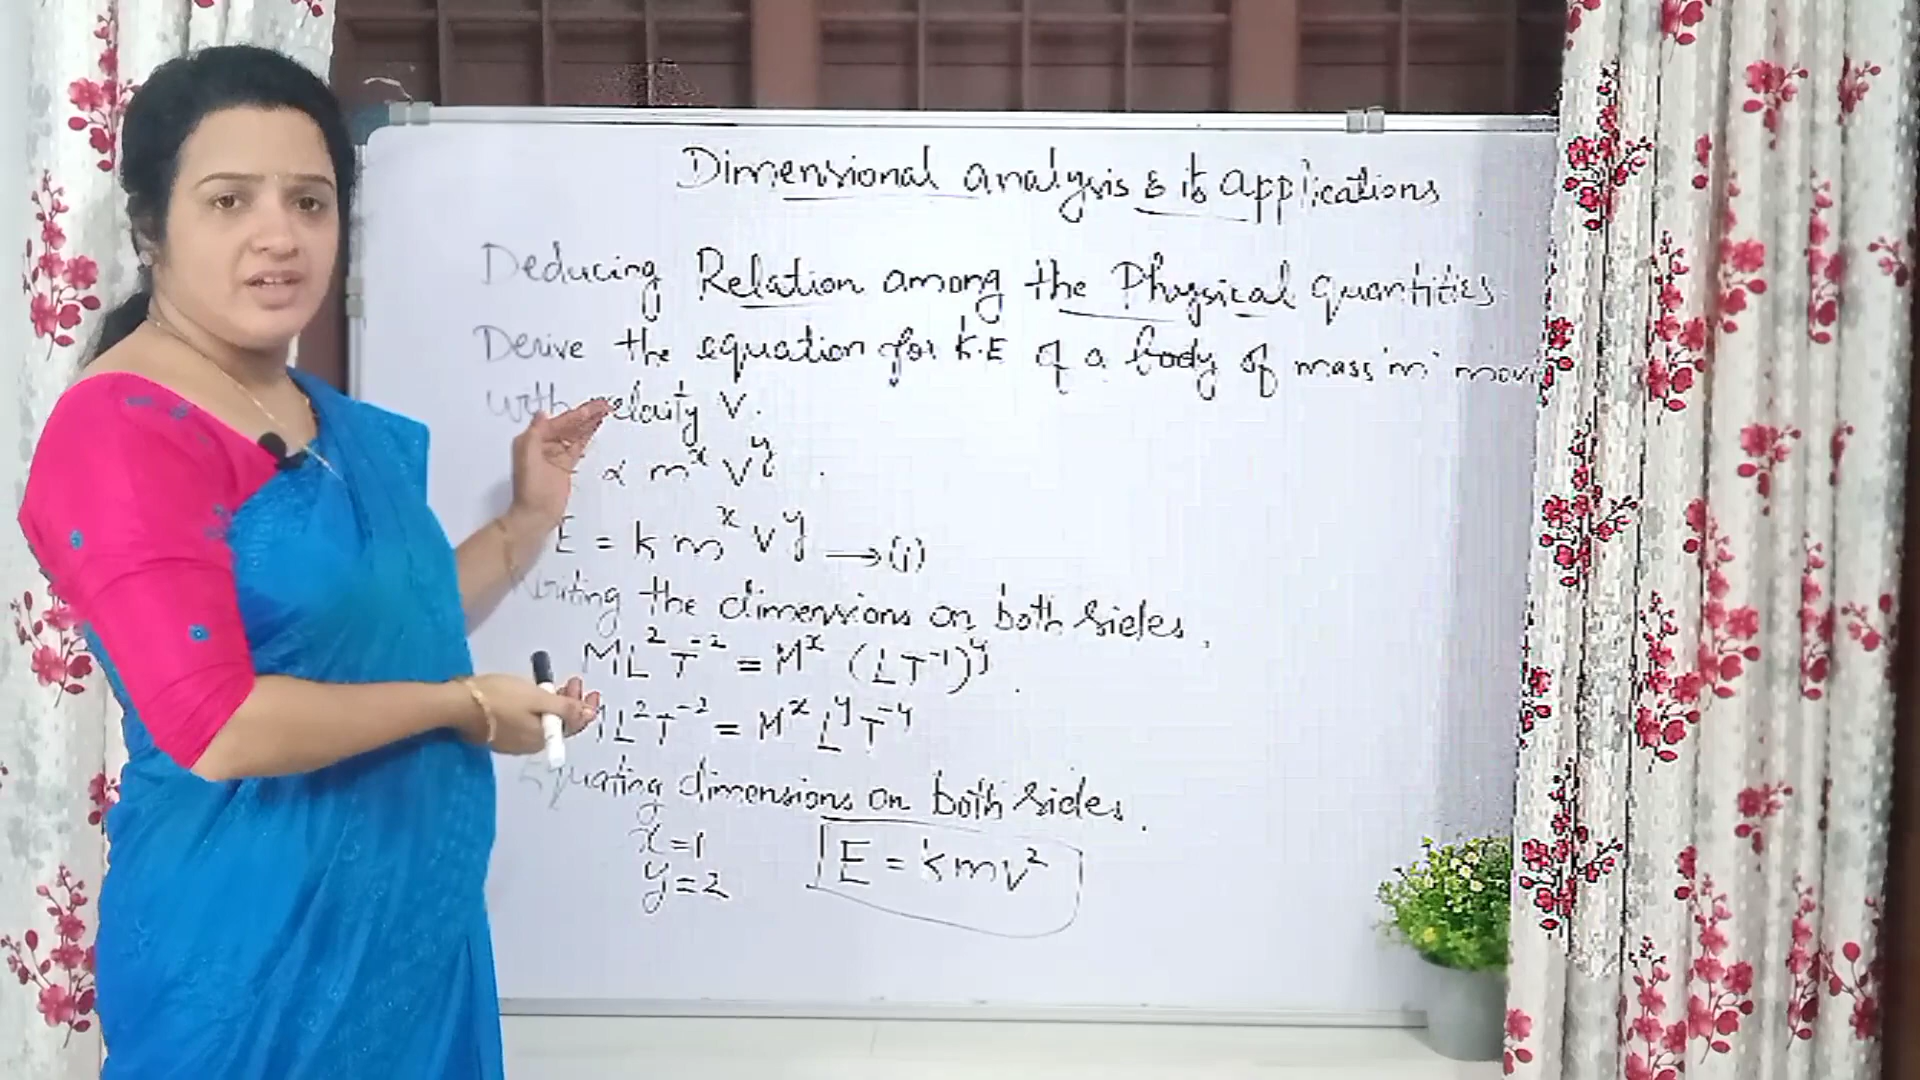 Dimensional analysis & its applications
Deducing Relation among the Physical quantities
Derive the equation for K.E of a body of mass 'm' movi
with velocity V.
∝ m^x V^y .
E = k m^x v^y → (1)
Writing the dimensions on both sides.
ML^2T^-2 = M^x (LT^-1)^y .
ML^2T^-2 = M^x L^y T^-y
Equating dimensions on both sides.
x=1
y=2
E = kmv^2